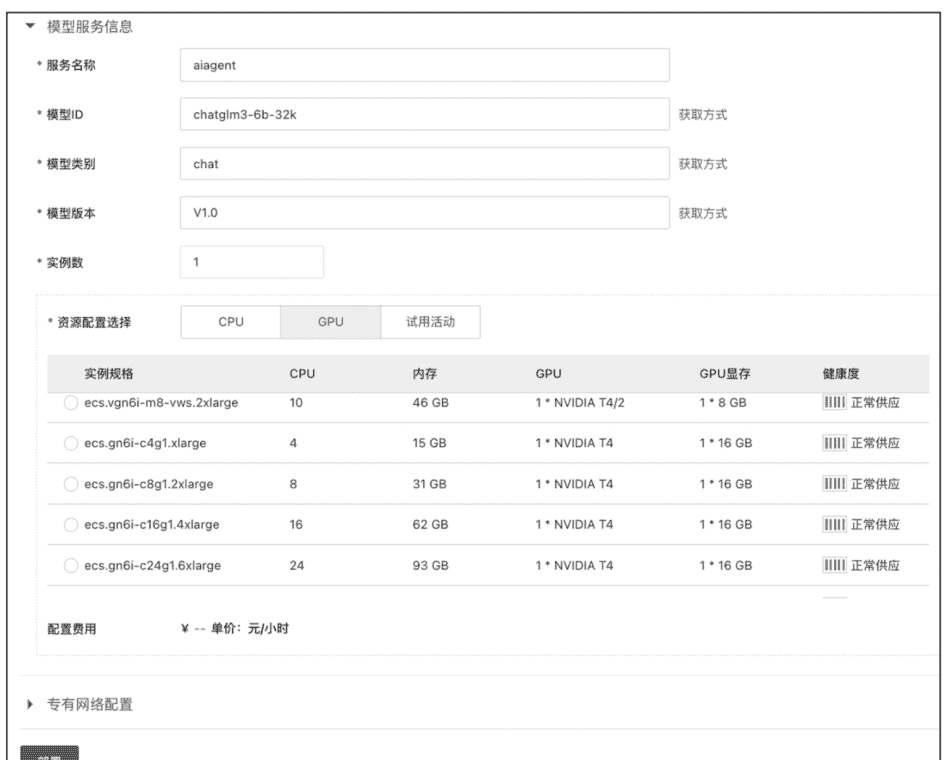 模型服务信息
* 服务名称 aiagent
* 模型ID chatglm3-6b-32k 获取方式
* 模型类别 chat 获取方式
* 模型版本 V1.0 获取方式
* 实例数 1
* 资源配置选择 CPU GPU 试用活动
实例规格 CPU 内存 GPU GPU显存 健康度
ecs.vgn6i-m8-vws.2xlarge 10 46 GB 1 * NVIDIA T4/2 1 * 8 GB 正常供应
ecs.gn6i-c4g1.xlarge 4 15 GB 1 * NVIDIA T4 1 * 16 GB 正常供应
ecs.gn6i-c8g1.2xlarge 8 31 GB 1 * NVIDIA T4 1 * 16 GB 正常供应
ecs.gn6i-c16g1.4xlarge 16 62 GB 1 * NVIDIA T4 1 * 16 GB 正常供应
ecs.gn6i-c24g1.6xlarge 24 93 GB 1 * NVIDIA T4 1 * 16 GB 正常供应
配置费用 ¥ -- 单价：元/小时
专有网络配置